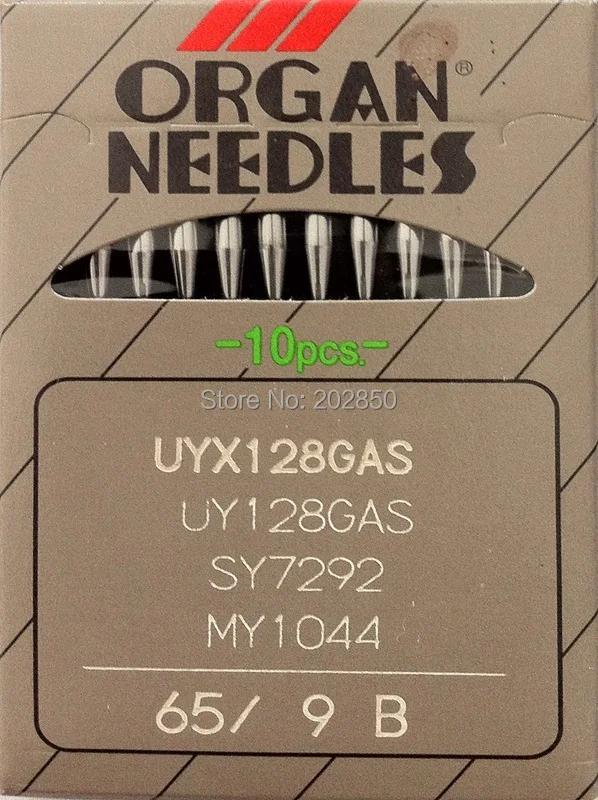 ORGAN®
NEEDLES
-10pcs.-
Store No: 202850
UYX128GAS
UY128GAS
SY7292
MY1044
65/ 9 B